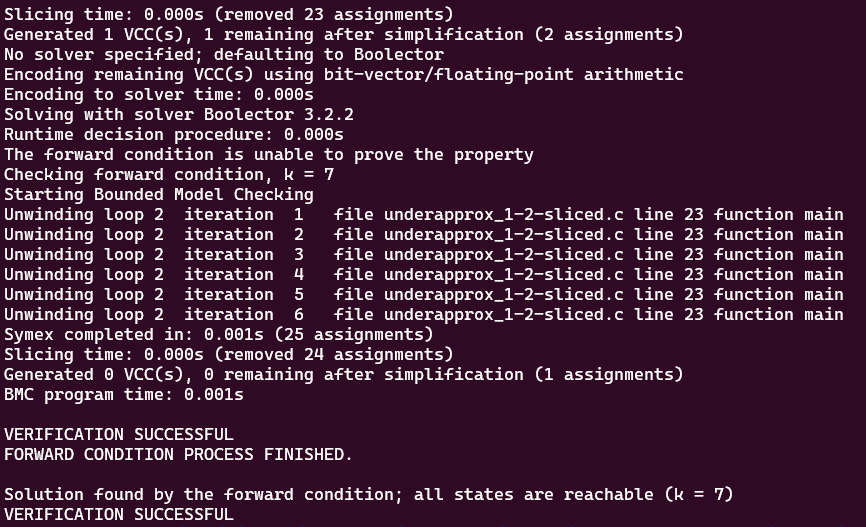 Slicing time: 0.000s (removed 23 assignments)
Generated 1 VCC(s), 1 remaining after simplification (2 assignments)
No solver specified; defaulting to Boolector
Encoding remaining VCC(s) using bit-vector/floating-point arithmetic
Encoding to solver time: 0.000s
Solving with solver Boolector 3.2.2
Runtime decision procedure: 0.000s
The forward condition is unable to prove the property
Checking forward condition, k = 7
Starting Bounded Model Checking
Unwinding loop 2  iteration  1   file underapprox_1-2-sliced.c line 23 function main
Unwinding loop 2  iteration  2   file underapprox_1-2-sliced.c line 23 function main
Unwinding loop 2  iteration  3   file underapprox_1-2-sliced.c line 23 function main
Unwinding loop 2  iteration  4   file underapprox_1-2-sliced.c line 23 function main
Unwinding loop 2  iteration  5   file underapprox_1-2-sliced.c line 23 function main
Unwinding loop 2  iteration  6   file underapprox_1-2-sliced.c line 23 function main
Symex completed in: 0.001s (25 assignments)
Slicing time: 0.000s (removed 24 assignments)
Generated 0 VCC(s), 0 remaining after simplification (1 assignments)
BMC program time: 0.001s

VERIFICATION SUCCESSFUL
FORWARD CONDITION PROCESS FINISHED.

Solution found by the forward condition; all states are reachable (k = 7)
VERIFICATION SUCCESSFUL